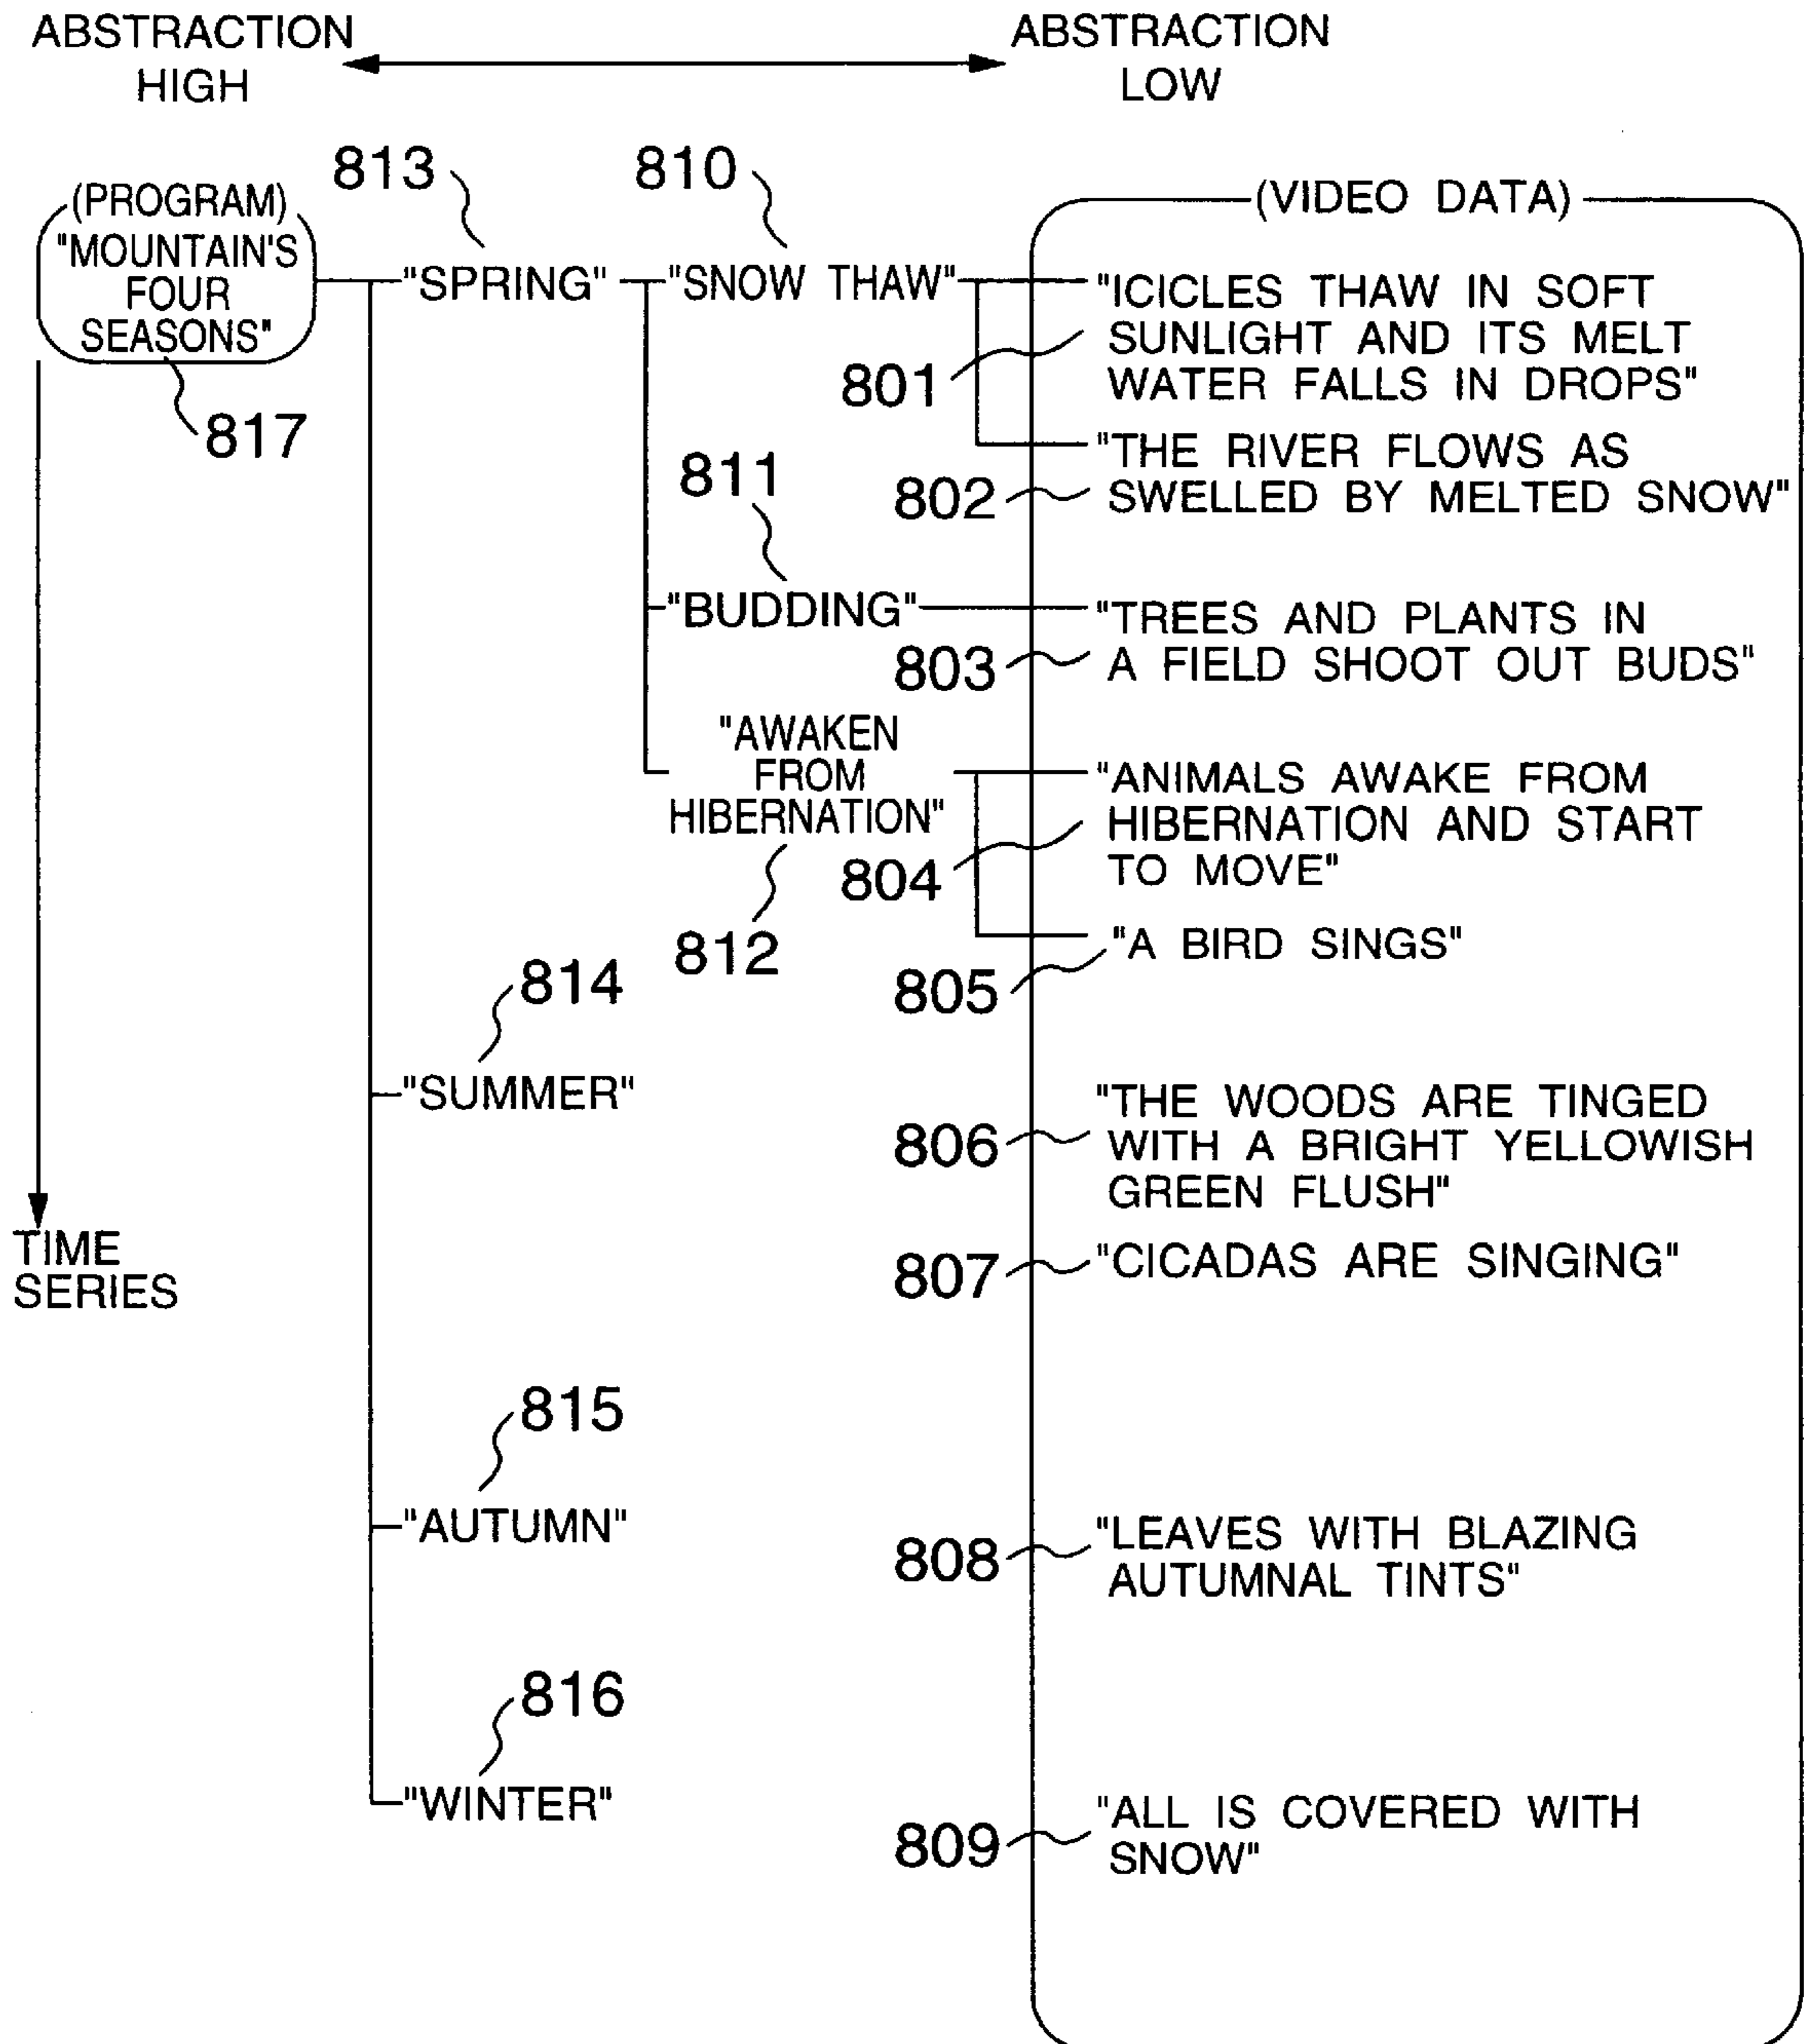 ABSTRACTION
HIGH
ABSTRACTION
LOW
813
810
(PROGRAM)
"MOUNTAIN'S
FOUR
SEASONS"
817
"SPRING"
"SNOW THAW"
(VIDEO DATA)
"ICICLES THAW IN SOFT
SUNLIGHT AND ITS MELT
WATER FALLS IN DROPS"
801
"THE RIVER FLOWS AS
SWELLED BY MELTED SNOW"
802
811
"BUDDING"
"TREES AND PLANTS IN
A FIELD SHOOT OUT BUDS"
803
"AWAKEN
FROM
HIBERNATION"
812
"ANIMALS AWAKE FROM
HIBERNATION AND START
TO MOVE"
804
"A BIRD SINGS"
805
814
"SUMMER"
"THE WOODS ARE TINGED
WITH A BRIGHT YELLOWISH
GREEN FLUSH"
806
TIME
SERIES
"CICADAS ARE SINGING"
807
815
"AUTUMN"
"LEAVES WITH BLAZING
AUTUMNAL TINTS"
808
816
"WINTER"
"ALL IS COVERED WITH
SNOW"
809